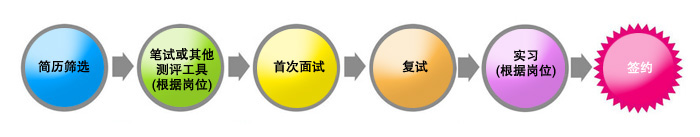 简历筛选
笔试或其他
测评工具
(根据岗位)
首次面试
复试
实习
(根据岗位)
签约